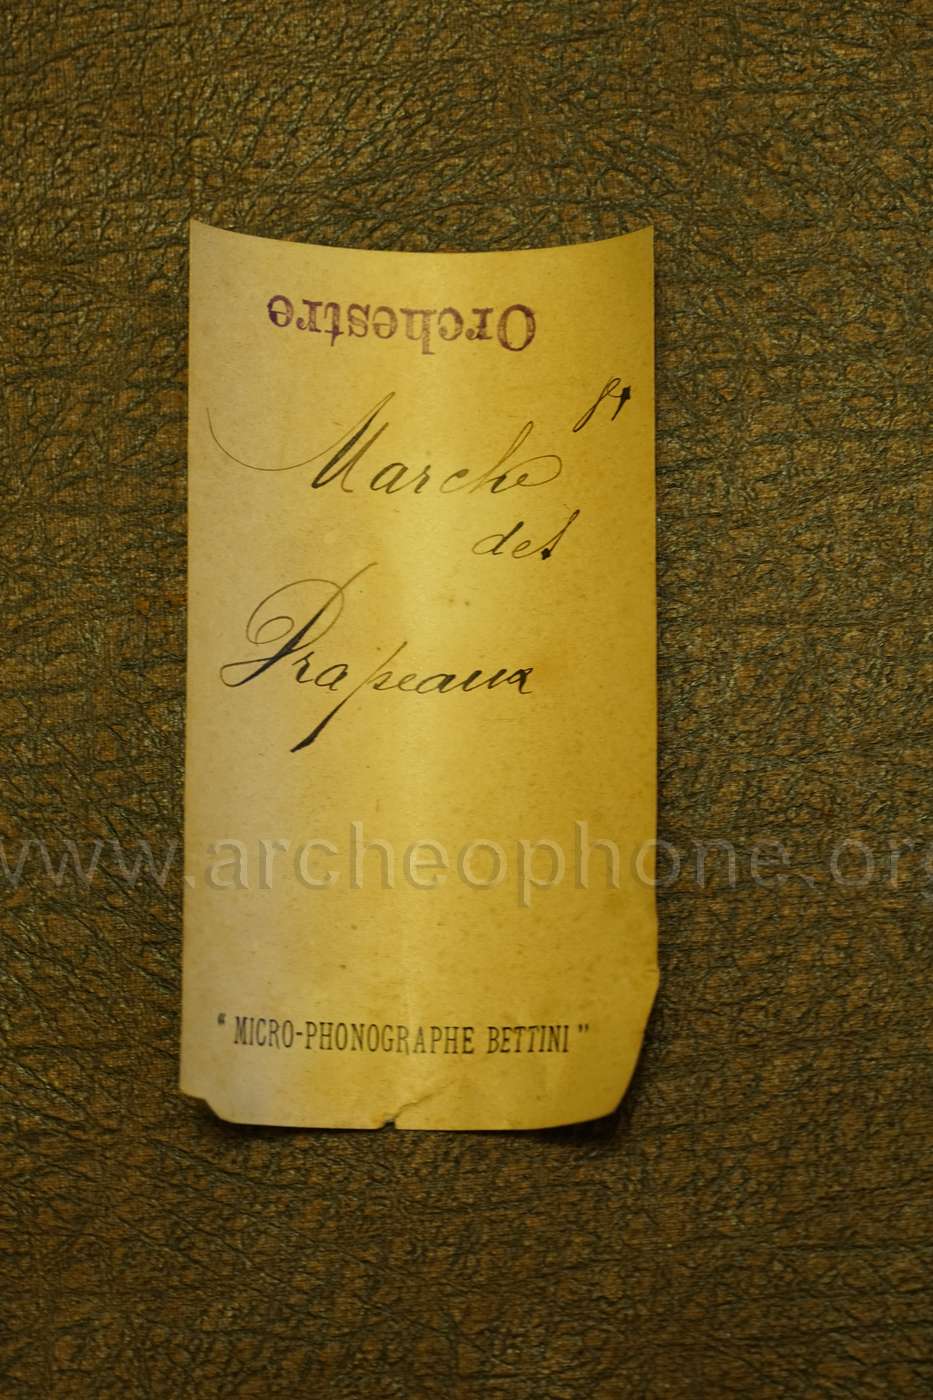 Orchestre
Marche
des
Drapeaux
www.archeophone.org
" MICRO-PHONOGRAPHE BETTINI "